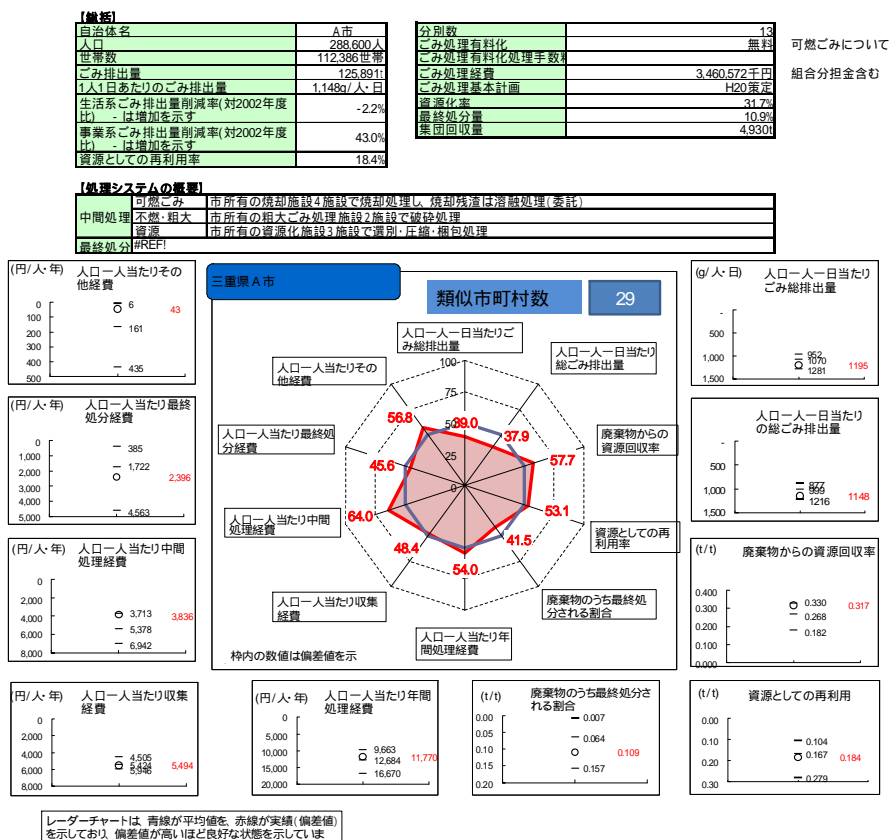 【総括】
自治体名 A市
人口 288,600人
世帯数 112,386世帯
ごみ排出量 125,891t
1人1日あたりのごみ排出量 1,148g/人・日
生活系ごみ排出量削減率(対2002年度
比) -は増加を示す -2.2%
事業系ごみ排出量削減率(対2002年度
比) -は増加を示す 43.0%
資源としての再利用率 18.4%
分別数 13
ごみ処理有料化 無料 可燃ごみについて
ごみ処理有料化処理手数料
ごみ処理経費 3,460,572千円 組合分担金含む
ごみ処理基本計画 H20策定
資源化率 31.7%
最終処分量 10.9%
集団回収量 4,930t
【処理システムの概要】
中間処理
可燃ごみ 市所有の焼却施設4施設で焼却処理し、焼却残渣は溶融処理(委託)
不燃・粗大 市所有の粗大ごみ処理施設2施設で破砕処理
資源 市所有の資源化施設3施設で選別・圧縮・梱包処理
最終処分 #REF!
(円/人・年) 人口一人当たりその
他経費
0
100
200
300
400
500
6
161
435
43
(円/人・年) 人口一人当たり最終
処分経費
0
1,000
2,000
3,000
4,000
5,000
385
1,722
4,563
2,396
(円/人・年) 人口一人当たり中間
処理経費
0
2,000
4,000
6,000
8,000
3,713
5,378
6,942
3,836
(円/人・年) 人口一人当たり収集
経費
0
2,000
4,000
6,000
8,000
4,505
5,424
5,946
5,494
三重県A市
類似市町村数 29
人口一人一日当たりご
み総排出量
人口一人一日当たり
総ごみ排出量
廃棄物からの
資源回収率
資源としての再
利用率
廃棄物のうち最終処
分される割合
人口一人当たり年
間処理経費
人口一人当たり収集
経費
人口一人当たり中間
処理経費
人口一人当たり最終処
分経費
人口一人当たりその
他経費
100
75
50
25
0
39.0
37.9
57.7
53.1
41.5
54.0
48.4
64.0
45.6
56.8
枠内の数値は偏差値を示
(g/人・日) 人口一人一日当たり
ごみ総排出量
-
500
1,000
1,500
952
1070
1281
1195
人口一人一日当たり
の総ごみ排出量
-
500
1,000
1,500
877
999
1216
1148
(t/t) 廃棄物からの資源回収率
0.400
0.300
0.200
0.100
0.000
0.330
0.268
0.182
0.317
(円/人・年) 人口一人当たり年間
処理経費
0
5,000
10,000
15,000
20,000
9,663
12,684
16,670
11,770
(t/t) 廃棄物のうち最終処分さ
れる割合
0.00
0.05
0.10
0.15
0.20
0.007
0.064
0.157
0.109
(t/t) 資源としての再利用
0.00
0.10
0.20
0.30
0.104
0.167
0.279
0.184
レーダーチャートは、青線が平均値を、赤線が実績(偏差値)
を示しており、偏差値が高いほど良好な状態を示していま